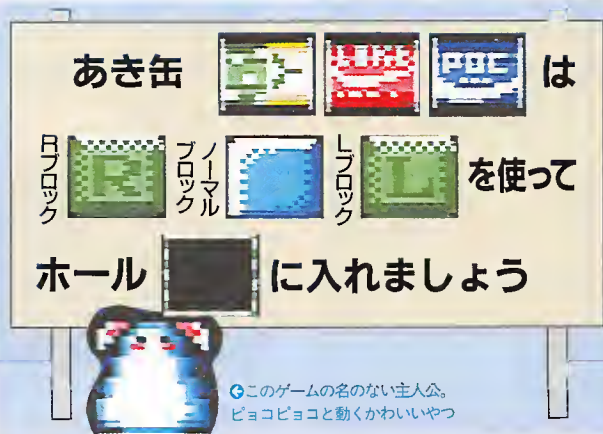 あき缶 は
Rブロック R ノーマルブロック Lブロック L を使って
ホール に入れましょう
このゲームの名のない主人公。
ピョコピョコと動くかわいいやつ